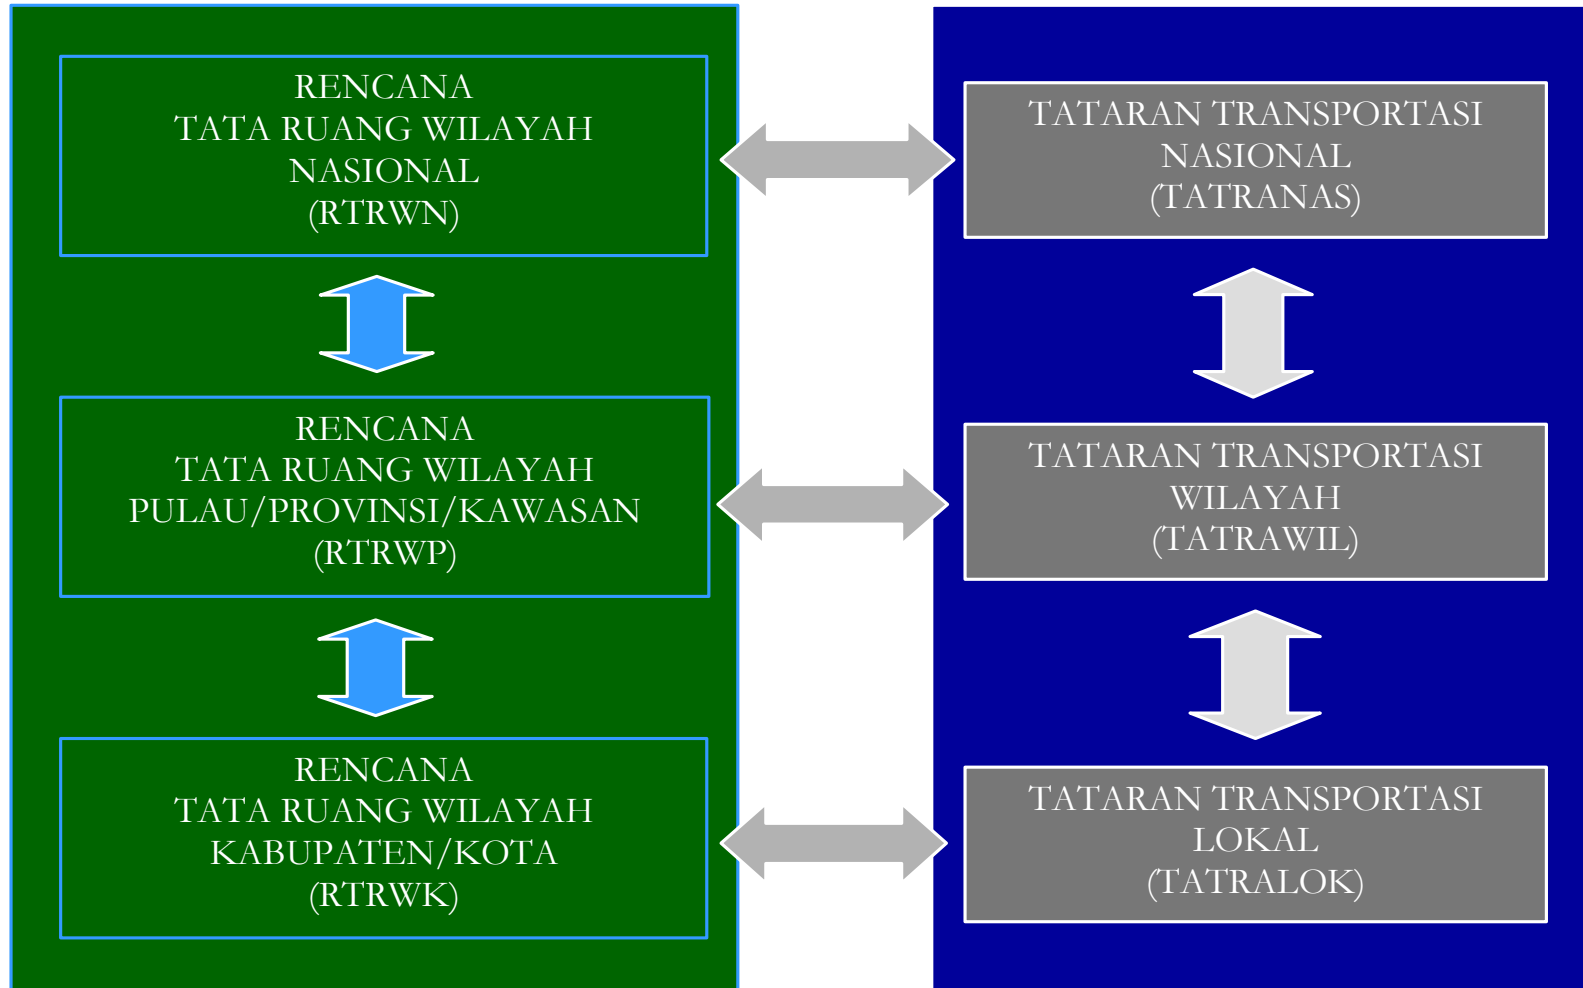 RENCANA
TATA RUANG WILAYAH
NASIONAL
(RTRWN)
RENCANA
TATA RUANG WILAYAH
PULAU/PROVINSI/KAWASAN
(RTRWP)
RENCANA
TATA RUANG WILAYAH
KABUPATEN/KOTA
(RTRWK)
TATARAN TRANSPORTASI
NASIONAL
(TATRANAS)
TATARAN TRANSPORTASI
WILAYAH
(TATRAWIL)
TATARAN TRANSPORTASI
LOKAL
(TATRALOK)